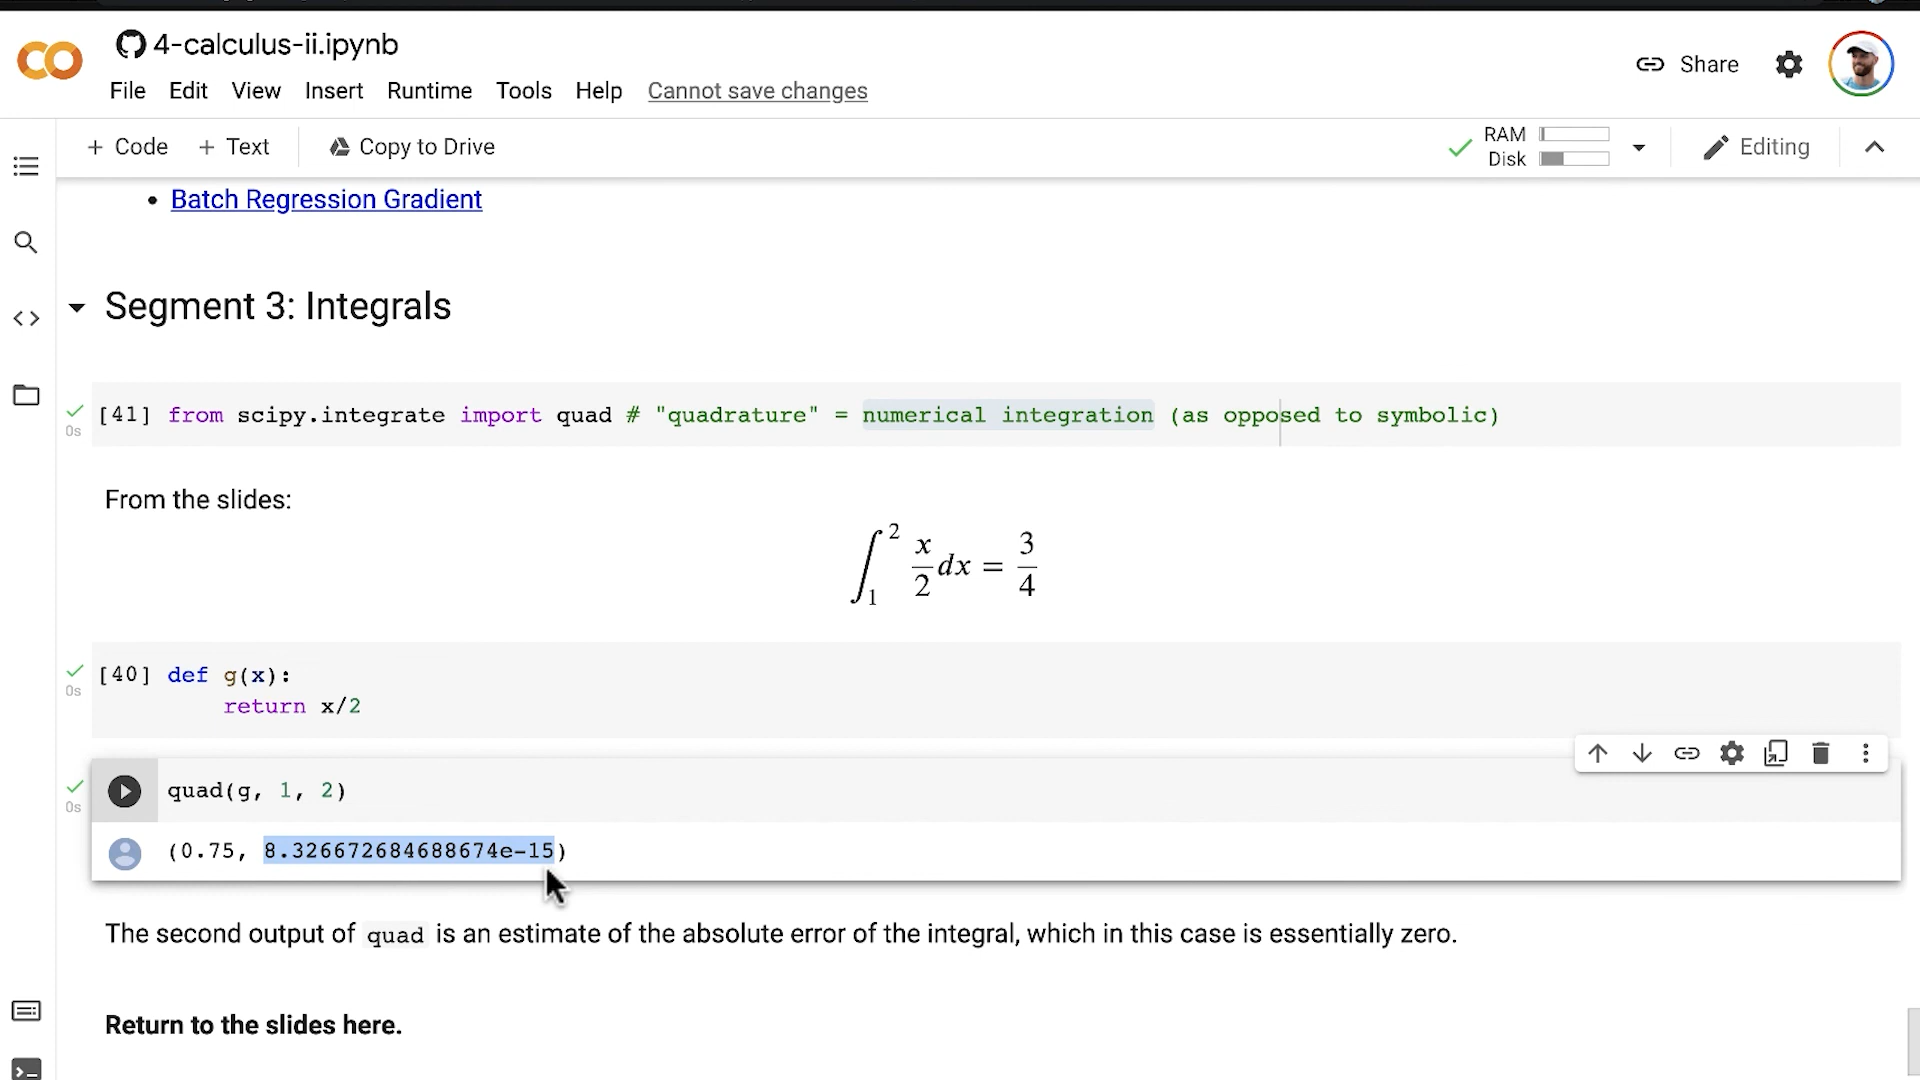 4-calculus-ii.ipynb
File Edit View Insert Runtime Tools Help Cannot save changes
Share
+ Code + Text Copy to Drive
RAM
Disk
Editing
• Batch Regression Gradient
Segment 3: Integrals
[41] from scipy.integrate import quad # "quadrature" = numerical integration (as opposed to symbolic)
0s
From the slides:
∫₁² x/2 dx = 3/4
[40] def g(x):
return x/2
0s
quad(g, 1, 2)
0s
(0.75, 8.326672684688674e-15)
The second output of quad is an estimate of the absolute error of the integral, which in this case is essentially zero.
Return to the slides here.